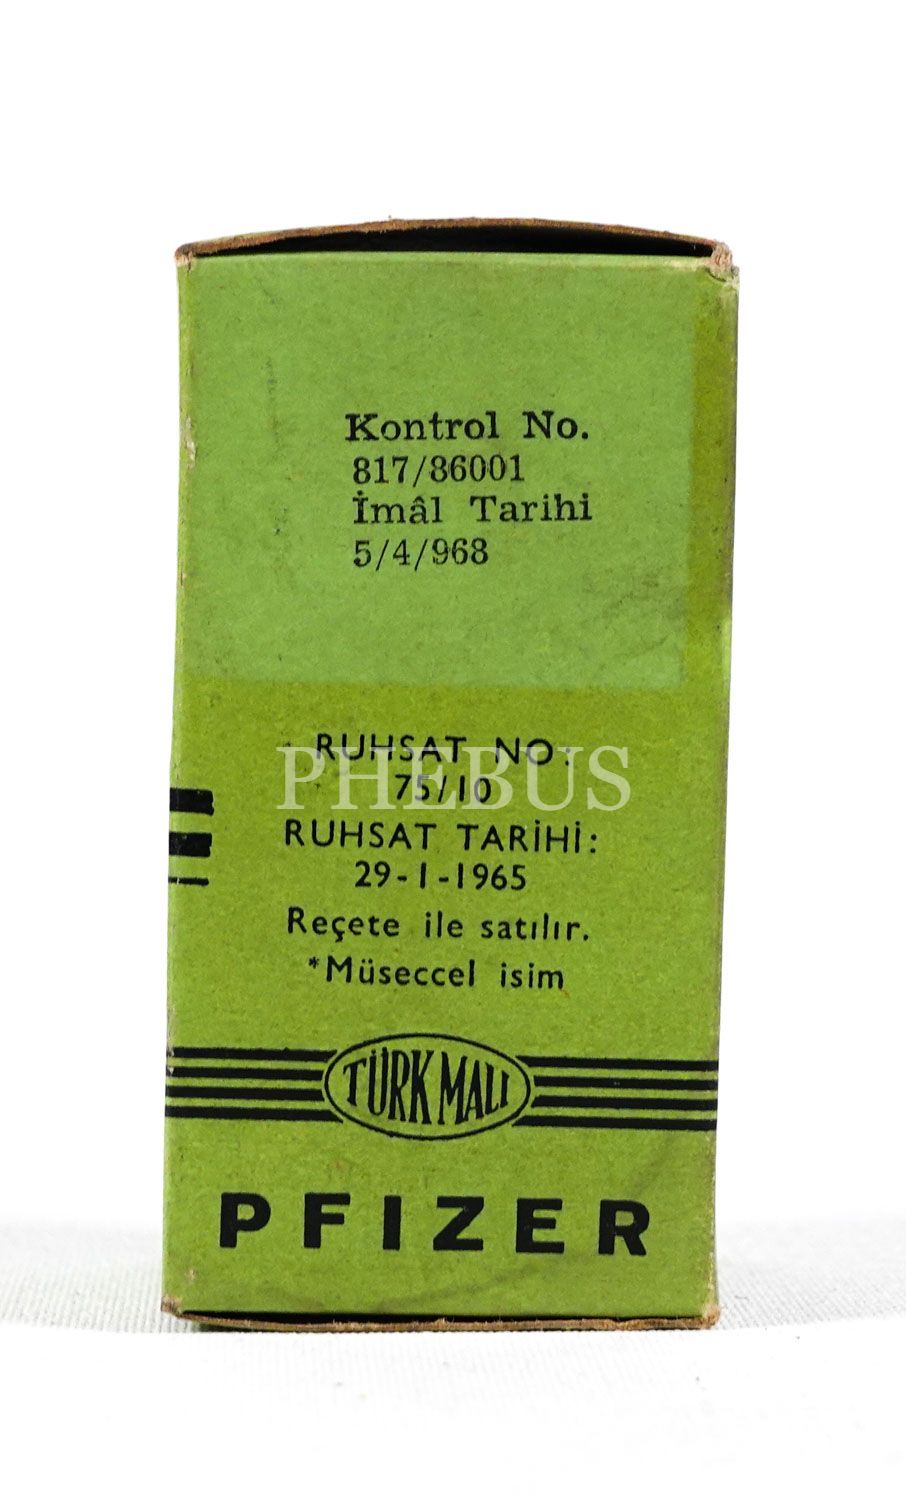 Kontrol No.
817/86001
İmâl Tarihi
5/4/968
RUHSAT NO:
75/10
PHEBUS
RUHSAT TARİHİ:
29-1-1965
Reçete ile satılır.
*Müseccel isim
TÜRK MALI
PFIZER